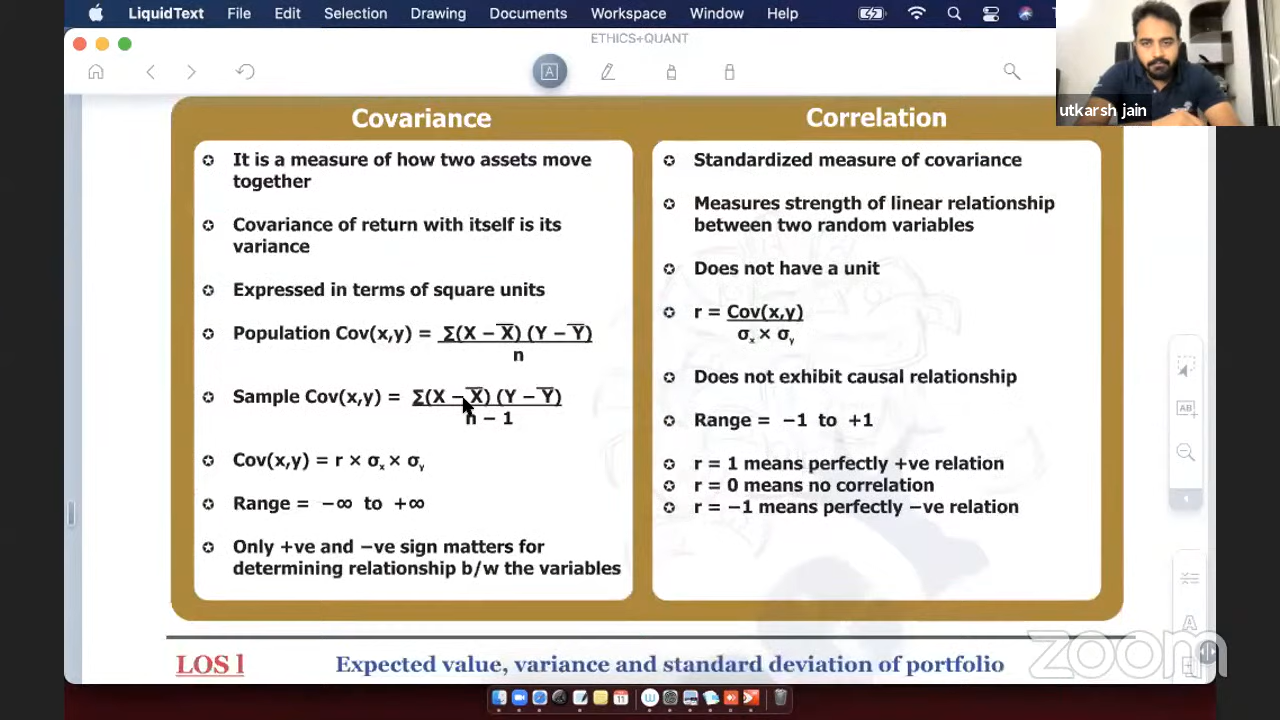 LiquidText File Edit Selection Drawing Documents Workspace Window Help
ETHICS+QUANT
A
utkarsh jain
Covariance
✪ It is a measure of how two assets move
together
✪ Covariance of return with itself is its
variance
✪ Expressed in terms of square units
✪ Population Cov(x,y) = Σ(X − X̅) (Y − Y̅)
n
✪ Sample Cov(x,y) = Σ(X − X̅) (Y − Y̅)
n − 1
✪ Cov(x,y) = r × σx × σy
✪ Range = −∞ to +∞
✪ Only +ve and −ve sign matters for
determining relationship b/w the variables
Correlation
✪ Standardized measure of covariance
✪ Measures strength of linear relationship
between two random variables
✪ Does not have a unit
✪ r = Cov(x,y)
σx × σy
✪ Does not exhibit causal relationship
✪ Range = −1 to +1
✪ r = 1 means perfectly +ve relation
✪ r = 0 means no correlation
✪ r = −1 means perfectly −ve relation
AB
A
LOS l Expected value, variance and standard deviation of portfolio
zoom
11